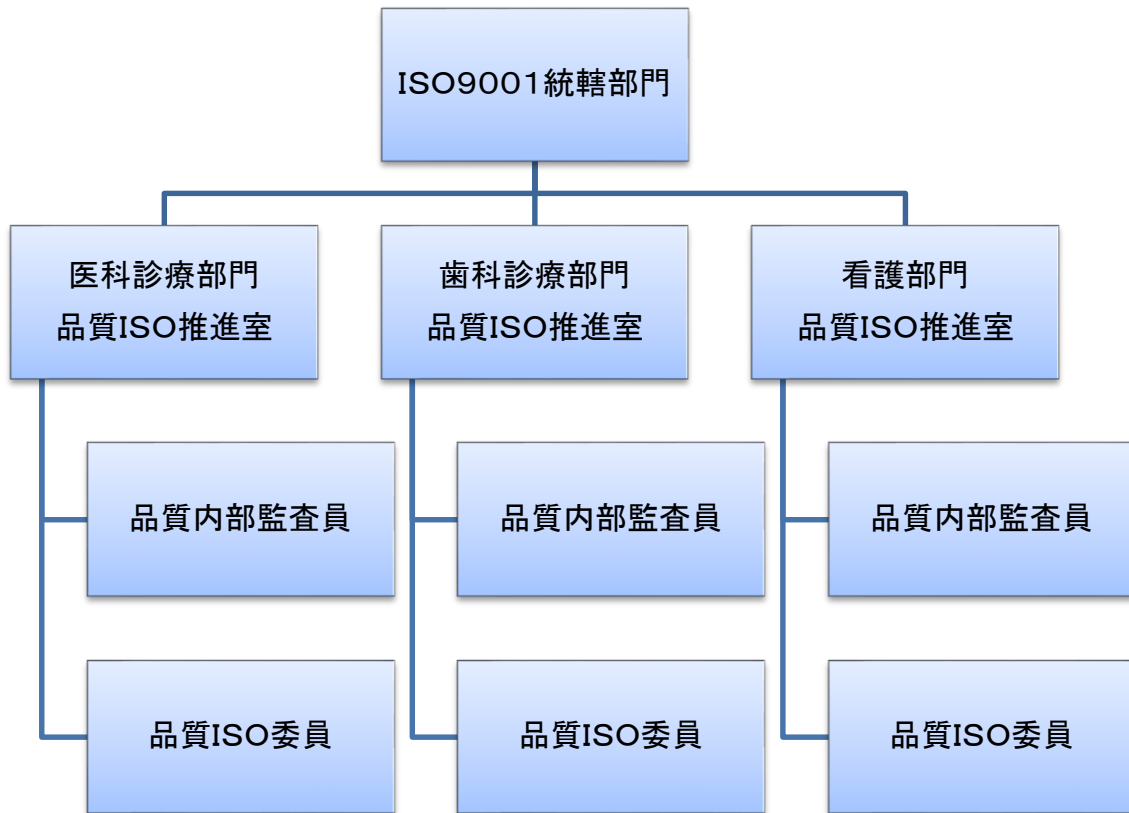 ISO9001統轄部門
医科診療部門
品質ISO推進室
歯科診療部門
品質ISO推進室
看護部門
品質ISO推進室
品質内部監査員
品質内部監査員
品質内部監査員
品質ISO委員
品質ISO委員
品質ISO委員